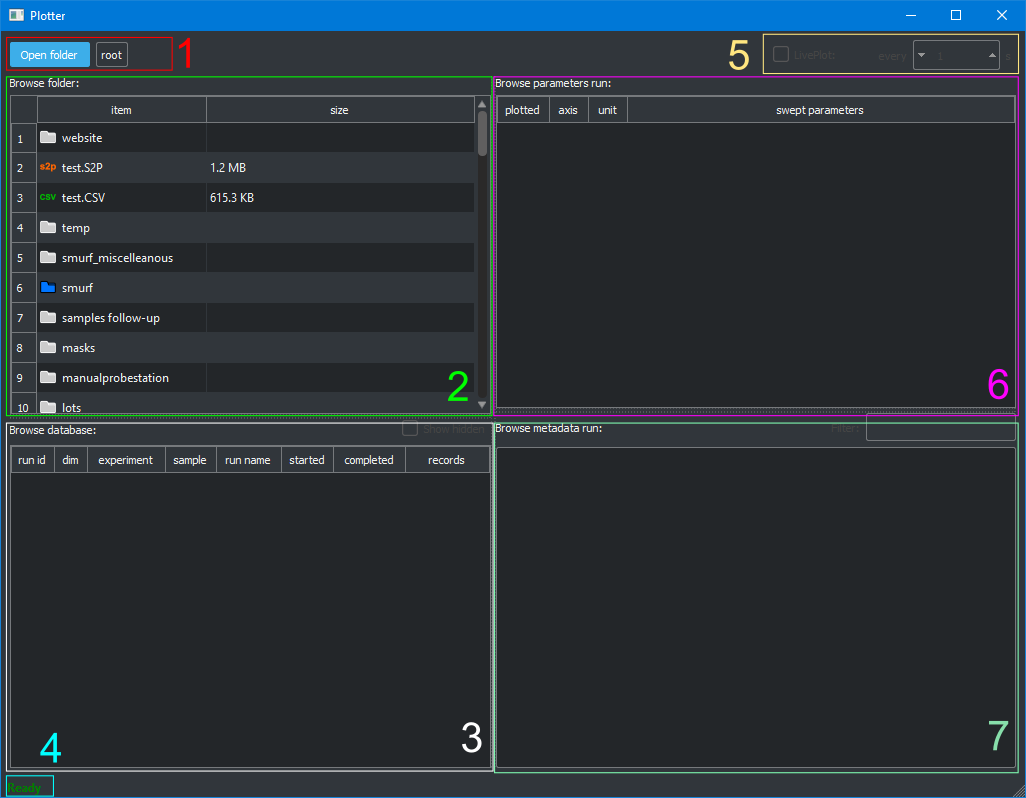 Plotter
Open folder root 1
5 LivePlot: every 1 s
Browse folder:
item size
1 website
2 test.S2P 1.2 MB
3 test.CSV 615.3 KB
4 temp
5 smurf_miscelleanous
6 smurf
7 samples follow-up
8 masks
9 manualprobestation
10 lots
s2p
csv
2
Browse parameters run:
plotted axis unit swept parameters
6
Browse database: Show hidden
run id dim experiment sample run name started completed records
3
4
Browse metadata run: Filter:
7
Ready